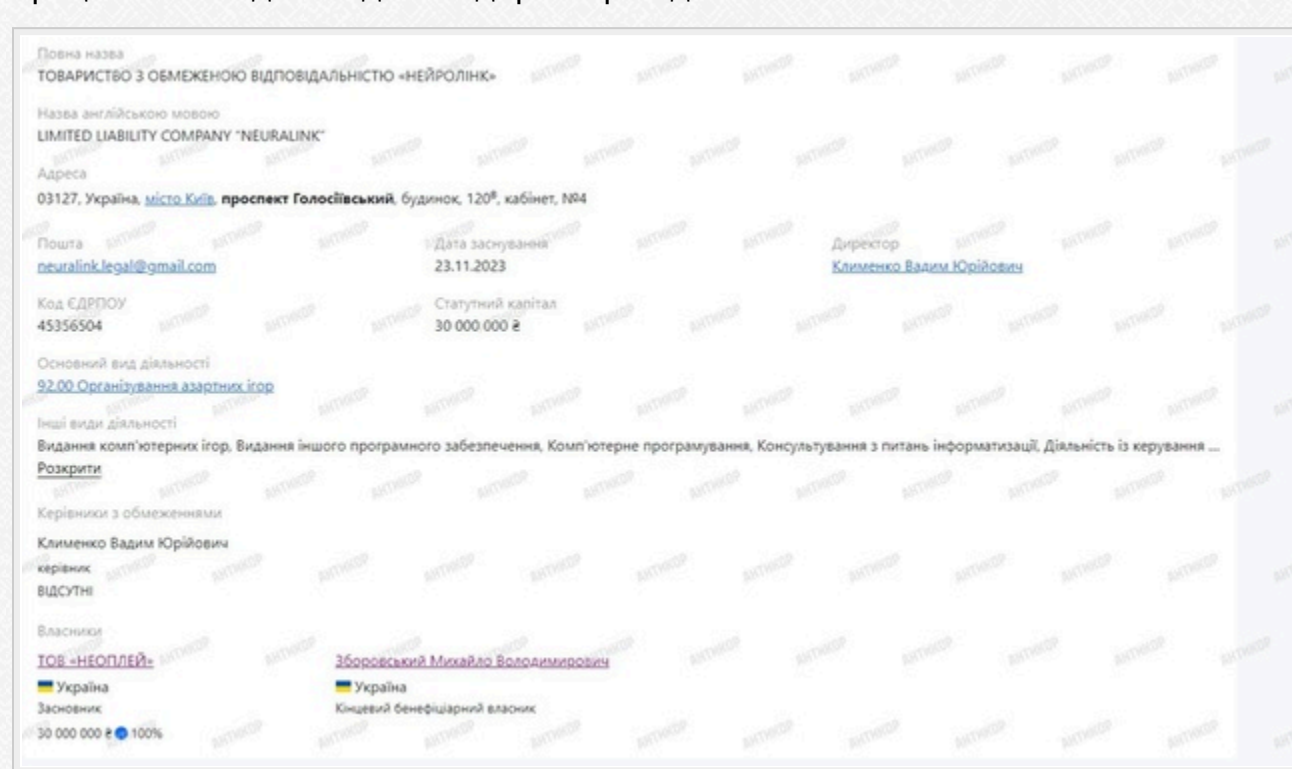 Повна назва
ТОВАРИСТВО З ОБМЕЖЕНОЮ ВІДПОВІДАЛЬНІСТЮ «НЕЙРОЛІНК»
Назва англійською мовою
LIMITED LIABILITY COMPANY "NEURALINK"
Адреса
03127, Україна, місто Київ, проспект Голосіївський, будинок, 120⁸, кабінет, №4
Пошта Дата заснування Директор
neuralink.legal@gmail.com 23.11.2023 Клименко Вадим Юрійович
Код ЄДРПОУ Статутний капітал
45356504 30 000 000 ₴
Основний вид діяльності
92.00 Організування азартних ігор
Інші види діяльності
Видання комп'ютерних ігор, Видання іншого програмного забезпечення, Комп'ютерне програмування, Консультування з питань інформатизації, Діяльність із керування ...
Розкрити
Керівники з обмеженнями
Клименко Вадим Юрійович
керівник
ВІДСУТНІ
Власники
ТОВ «НЕОПЛЕЙ» Зборовський Михайло Володимирович
Україна Україна
Засновник Кінцевий бенефіціарний власник
30 000 000 ₴ 100%
АНТИКОР